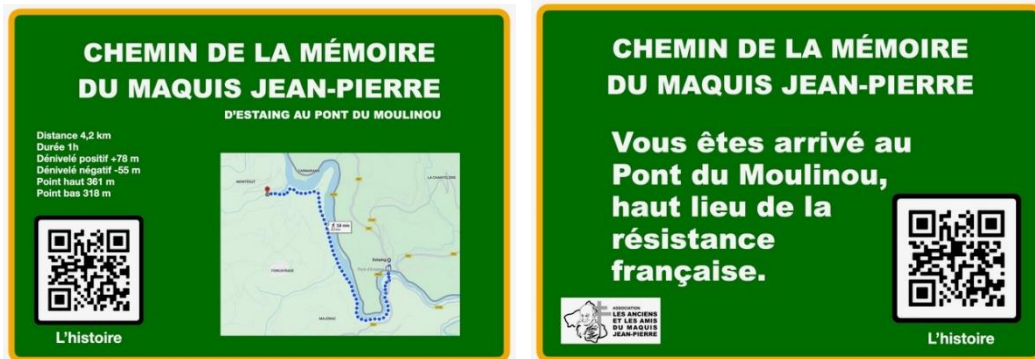 CHEMIN DE LA MÉMOIRE
DU MAQUIS JEAN-PIERRE
D'ESTAING AU PONT DU MOULINOU
Distance 4,2 km
Durée 1h
Dénivelé positif +78 m
Dénivelé négatif -55 m
Point haut 361 m
Point bas 318 m
Estaing
L'histoire
CHEMIN DE LA MÉMOIRE
DU MAQUIS JEAN-PIERRE
Vous êtes arrivé au
Pont du Moulinou,
haut lieu de la
résistance
française.
ASSOCIATION
LES ANCIENS
ET LES AMIS
DU MAQUIS
JEAN-PIERRE
L'histoire